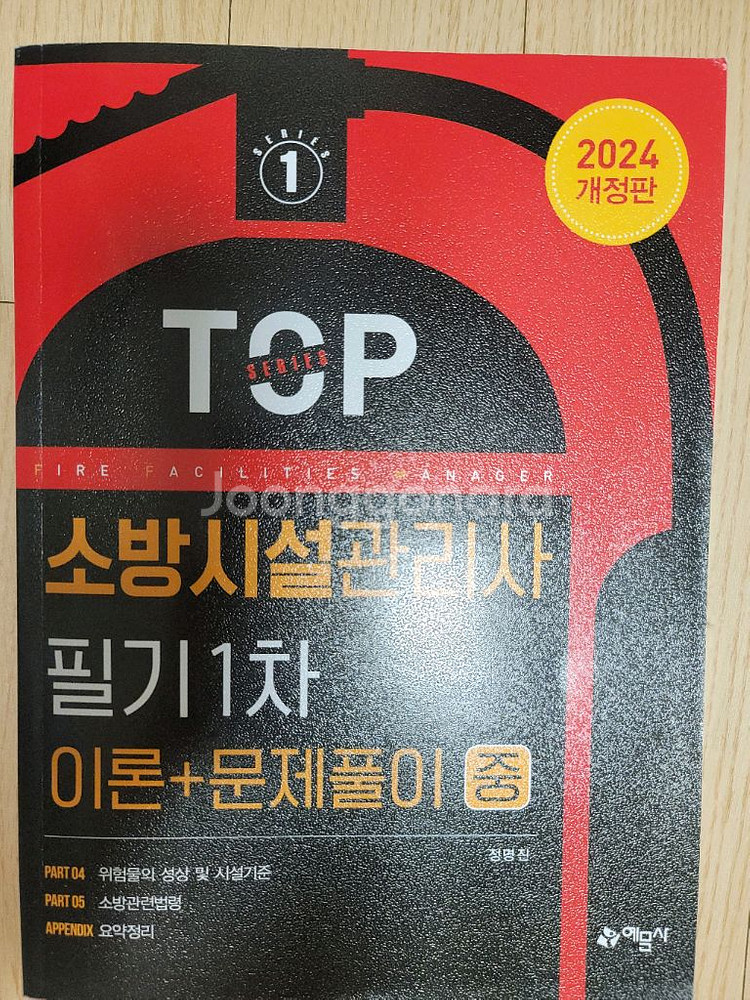 SERIES
1
2024
개정판
TOP
SERIES
FIRE FACILITIES MANAGER
Joonggonara
소방시설관리사
필기 1차
이론+문제풀이 중
정명진
PART 04 위험물의 성상 및 시설기준
PART 05 소방관련법령
APPENDIX 요약정리
예문사